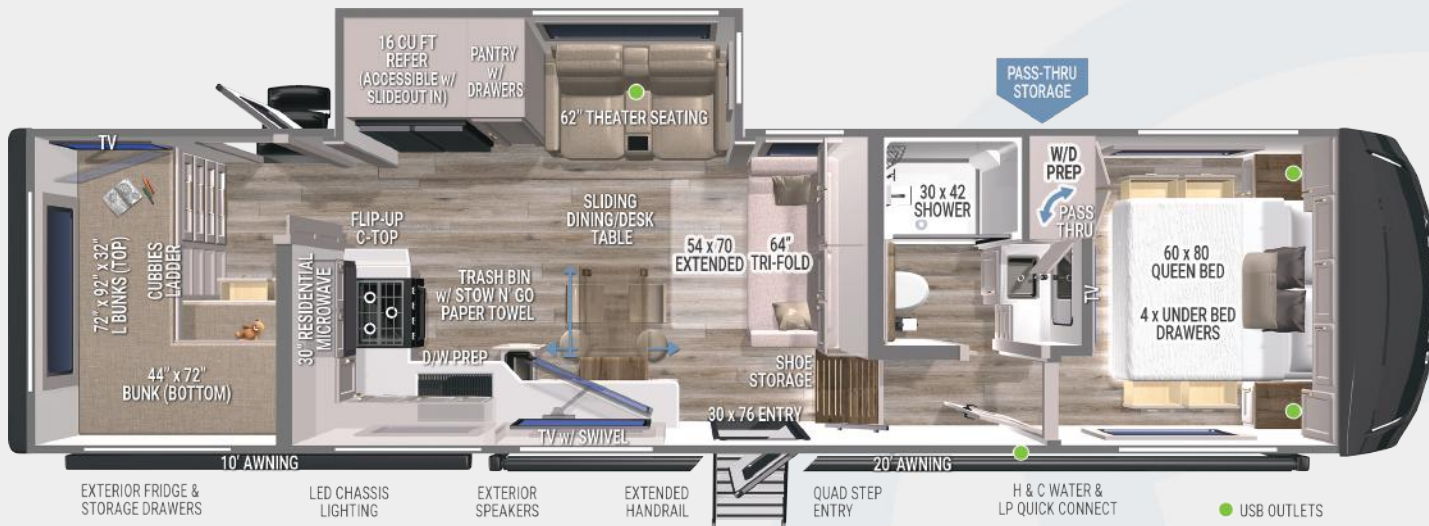 16 CU FT
REFER
(ACCESSIBLE w/
SLIDEOUT IN)
PANTRY
w/
DRAWERS
62" THEATER SEATING
PASS-THRU
STORAGE
TV
72" x 92" x 32"
L BUNKS (TOP)
CUBBIES
LADDER
44" x 72"
BUNK (BOTTOM)
FLIP-UP
C-TOP
30" RESIDENTIAL
MICROWAVE
TRASH BIN
w/ STOW N' GO
PAPER TOWEL
D/W PREP
SLIDING
DINING/DESK
TABLE
54 x 70
EXTENDED
64"
TRI-FOLD
SHOE
STORAGE
30 x 76 ENTRY
TV w/ SWIVEL
30 x 42
SHOWER
W/D
PREP
PASS
THRU
TV
60 x 80
QUEEN BED
4 x UNDER BED
DRAWERS
10' AWNING
20' AWNING
EXTERIOR FRIDGE &
STORAGE DRAWERS
LED CHASSIS
LIGHTING
EXTERIOR
SPEAKERS
EXTENDED
HANDRAIL
QUAD STEP
ENTRY
H & C WATER &
LP QUICK CONNECT
USB OUTLETS